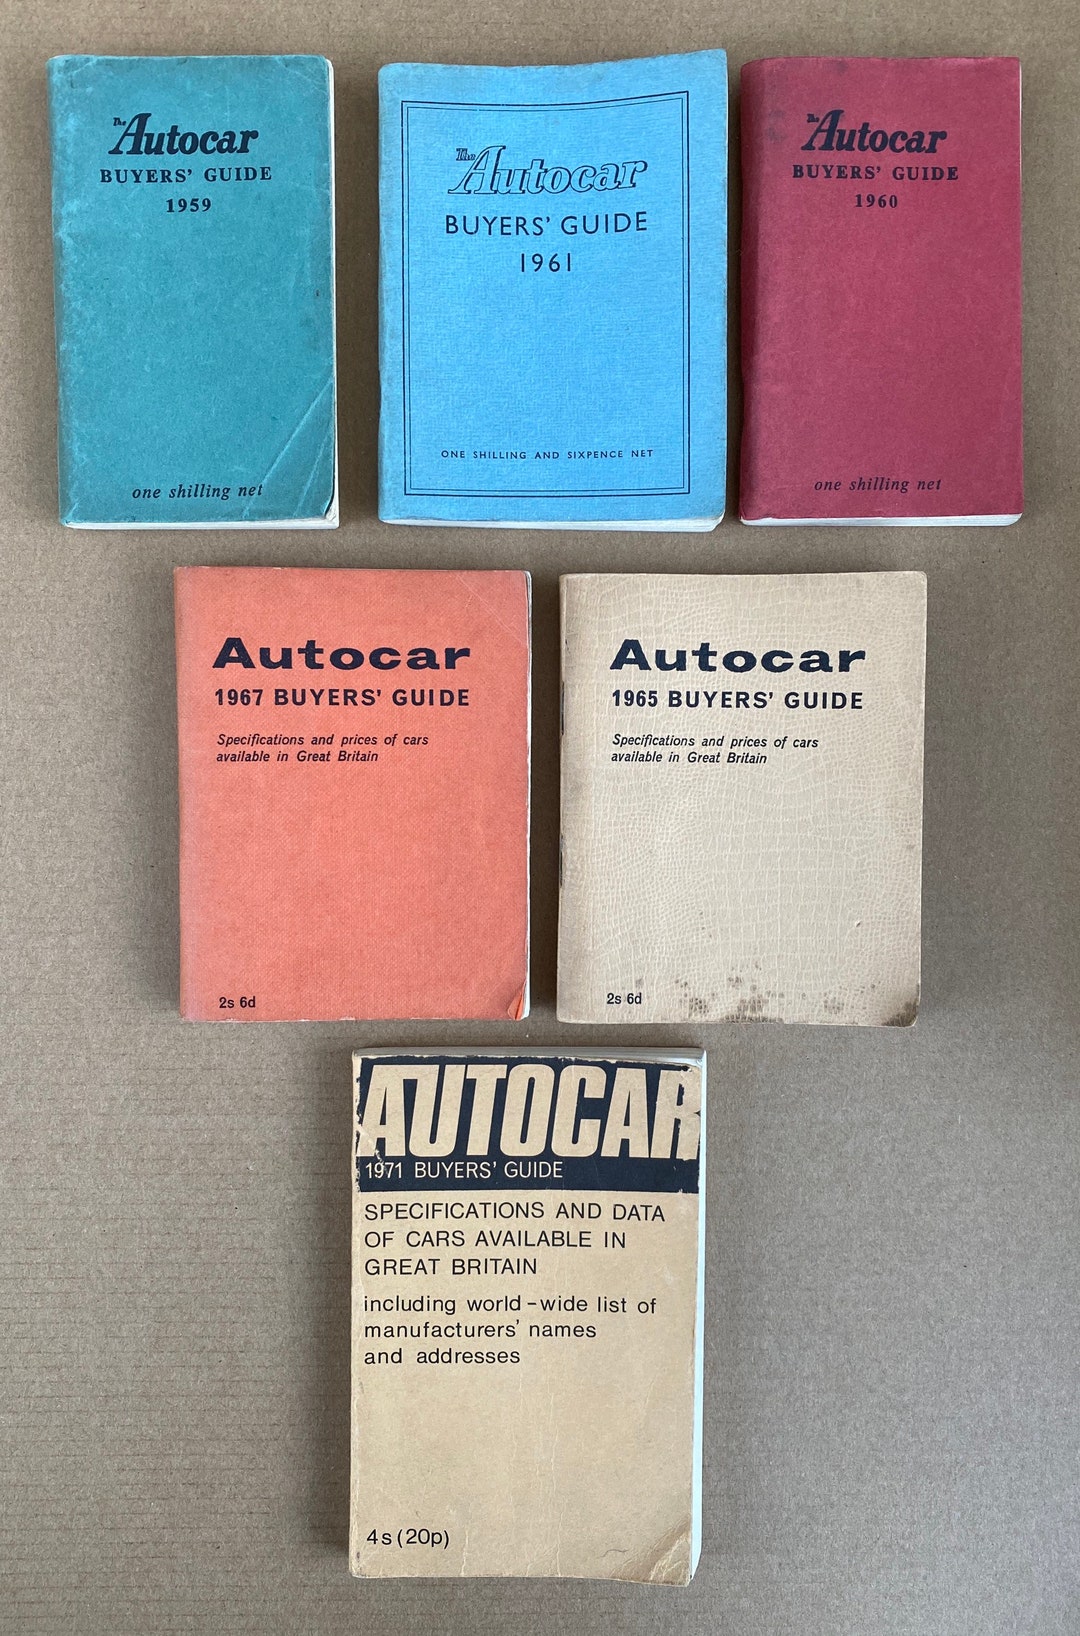 The Autocar
BUYERS' GUIDE
1959
one shilling net
The Autocar
BUYERS' GUIDE
1961
ONE SHILLING AND SIXPENCE NET
The Autocar
BUYERS' GUIDE
1960
one shilling net
Autocar
1967 BUYERS' GUIDE
Specifications and prices of cars
available in Great Britain
2s 6d
Autocar
1965 BUYERS' GUIDE
Specifications and prices of cars
available in Great Britain
2s 6d
AUTOCAR
1971 BUYERS' GUIDE
SPECIFICATIONS AND DATA
OF CARS AVAILABLE IN
GREAT BRITAIN
including world-wide list of
manufacturers' names
and addresses
4s (20p)